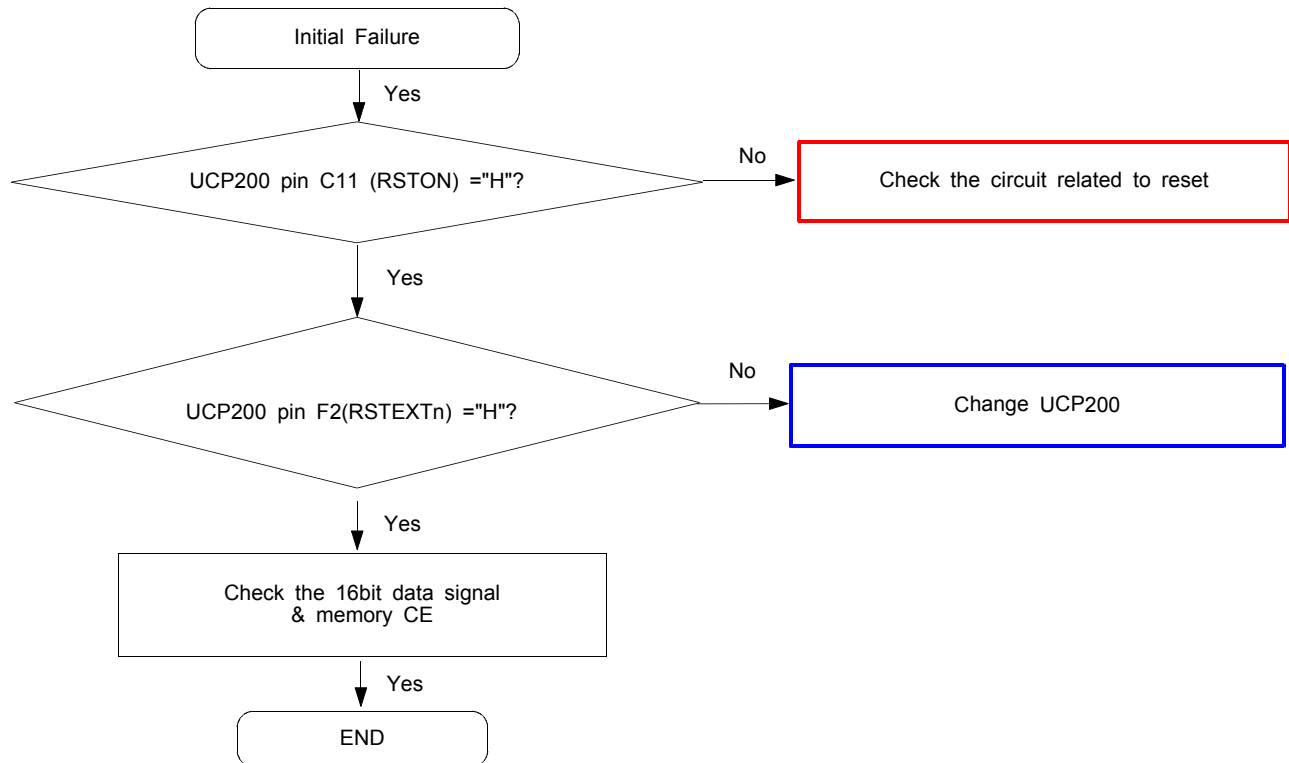 Initial Failure
Yes
UCP200 pin C11 (RSTON) ="H"?
No
Check the circuit related to reset
Yes
UCP200 pin F2(RSTEXTn) ="H"?
No
Change UCP200
Yes
Check the 16bit data signal
& memory CE
Yes
END